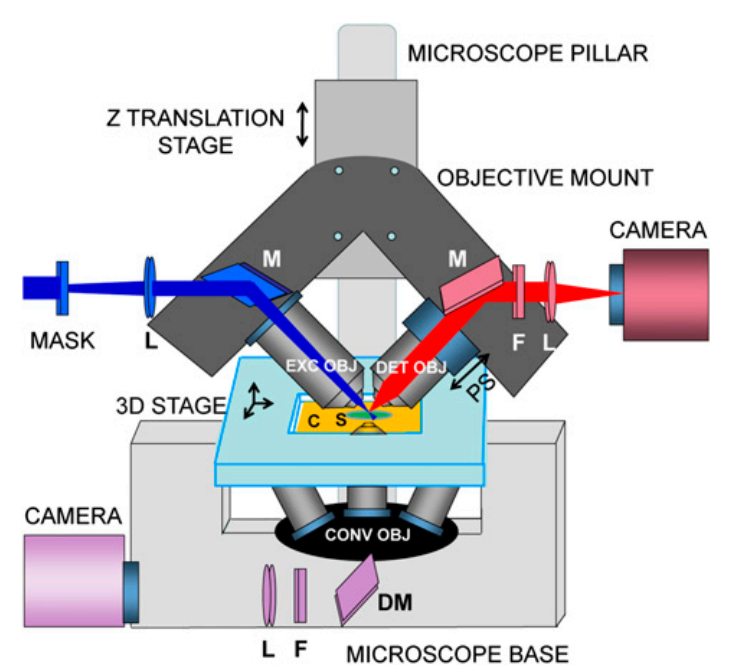 MICROSCOPE PILLAR
Z TRANSLATION
STAGE
OBJECTIVE MOUNT
CAMERA
M
M
MASK
L
F
L
EXC OBJ
DET OBJ
PS
3D STAGE
C
S
CAMERA
CONV OBJ
DM
L
F
MICROSCOPE BASE